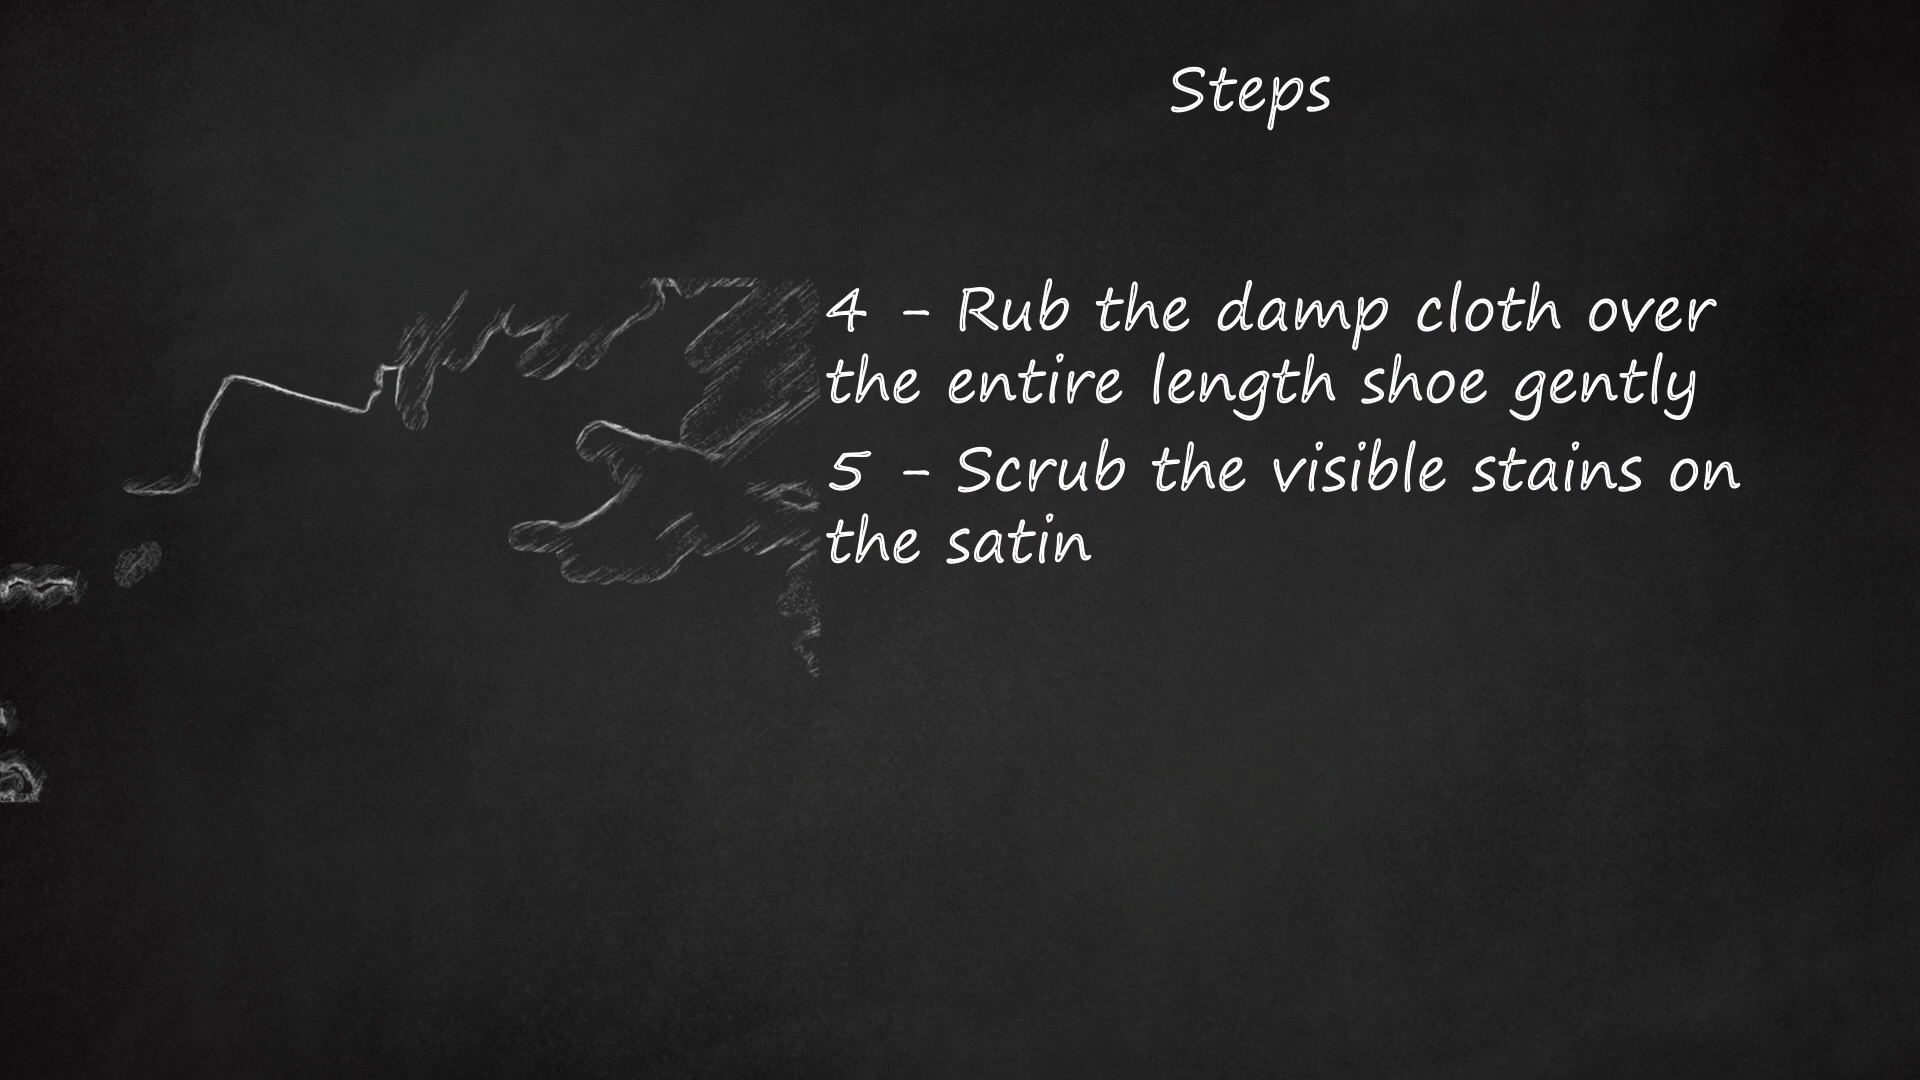 Steps
4 - Rub the damp cloth over
the entire length shoe gently
5 - Scrub the visible stains on
the satin